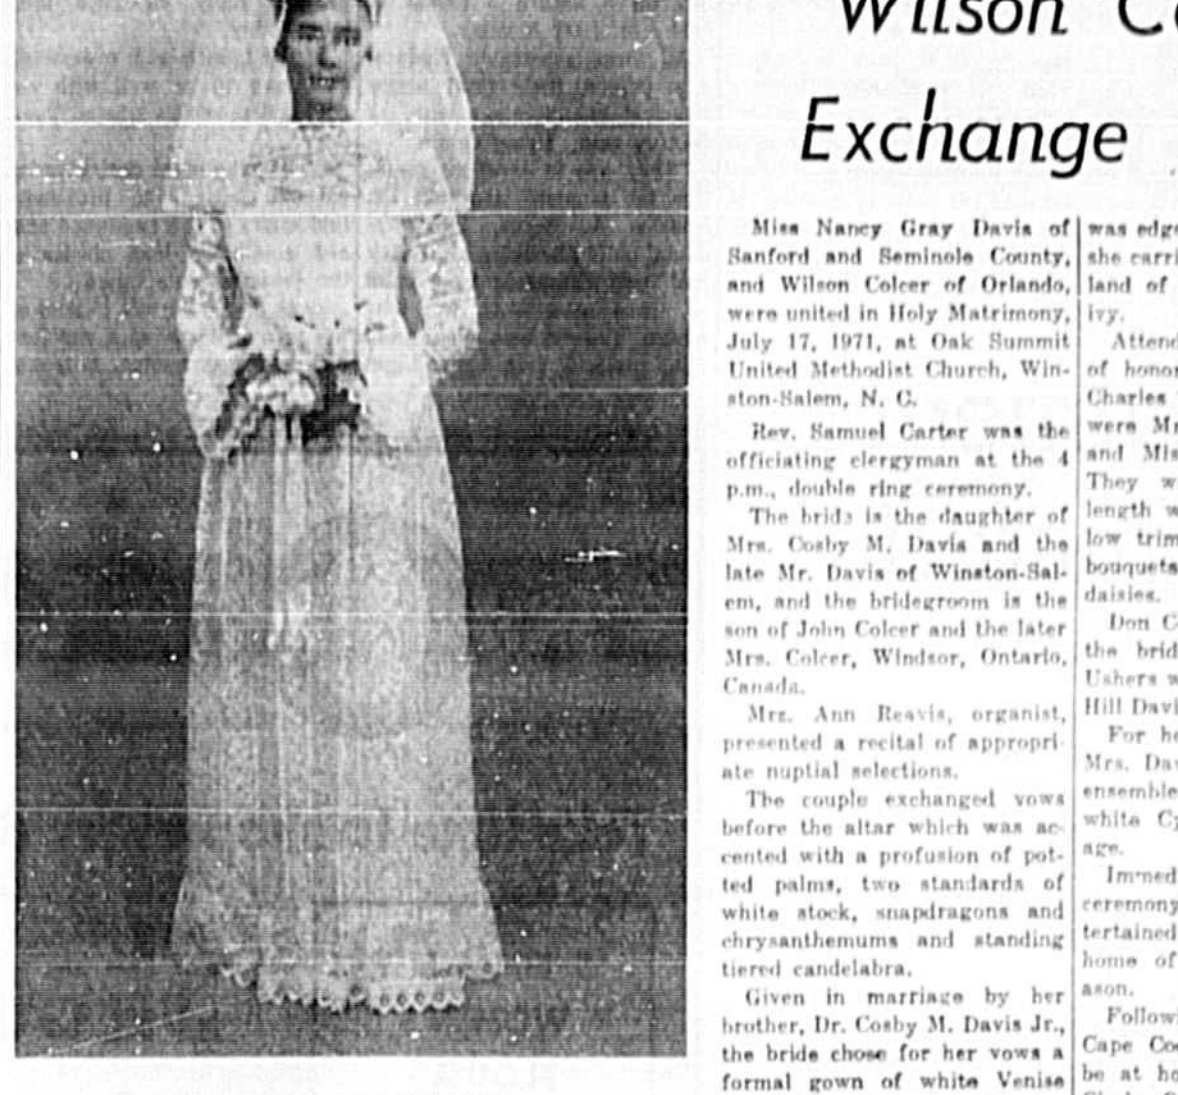 Wilson
Exchange
Miss Nancy Gray Davis of
Sanford and Seminole County,
and Wilson Colcer of Orlando,
were united in Holy Matrimony,
July 17, 1971, at Oak Summit
United Methodist Church, Win-
ston-Salem, N. C.
Rev. Samuel Carter was the
officiating clergyman at the 4
p.m., double ring ceremony.
The bride is the daughter of
Mrs. Cosby M. Davis and the
late Mr. Davis of Winston-Sal-
em, and the bridegroom is the
son of John Colcer and the later
Mrs. Colcer, Windsor, Ontario,
Canada.
Mrs. Ann Reavis, organist,
presented a recital of appropri-
ate nuptial selections.
The couple exchanged vows
before the altar which was ac-
cented with a profusion of pot-
ted palms, two standards of
white stock, snapdragons and
chrysanthemums and standing
tiered candelabra.
Given in marriage by her
brother, Dr. Cosby M. Davis Jr.,
the bride chose for her vows a
formal gown of white Venise
was
she
land of
ivy.
of
Charles
were
and
They
length
low
bouquets
daisies.
Don
the
Ushers
Hill
For
Mrs.
ensemble
white
age.
ceremony
tertained
home of
ason.
Cape
be at